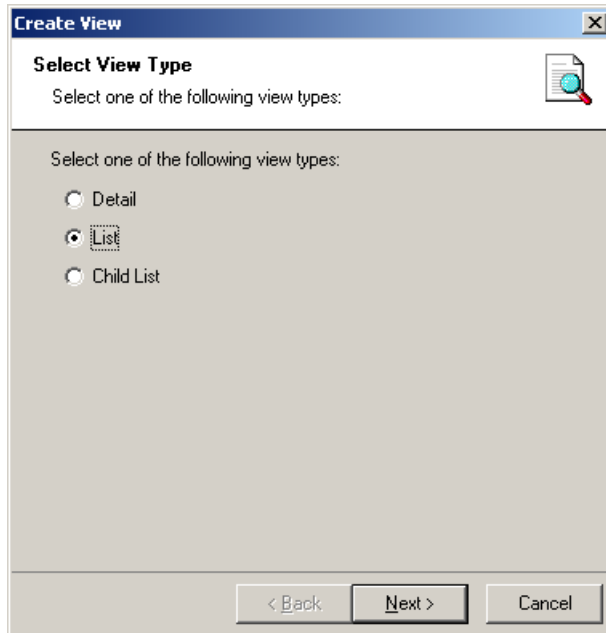 Create View
Select View Type
Select one of the following view types:
Select one of the following view types:
Detail
List
Child List
< Back
Next >
Cancel